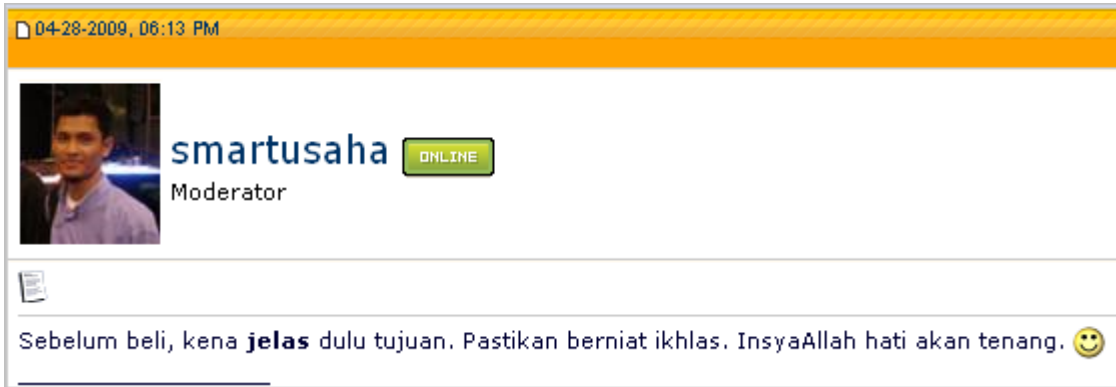 04-28-2009, 06:13 PM
smartusaha ONLINE
Moderator
Sebelum beli, kena jelas dulu tujuan. Pastikan berniat ikhlas. InsyaAllah hati akan tenang.